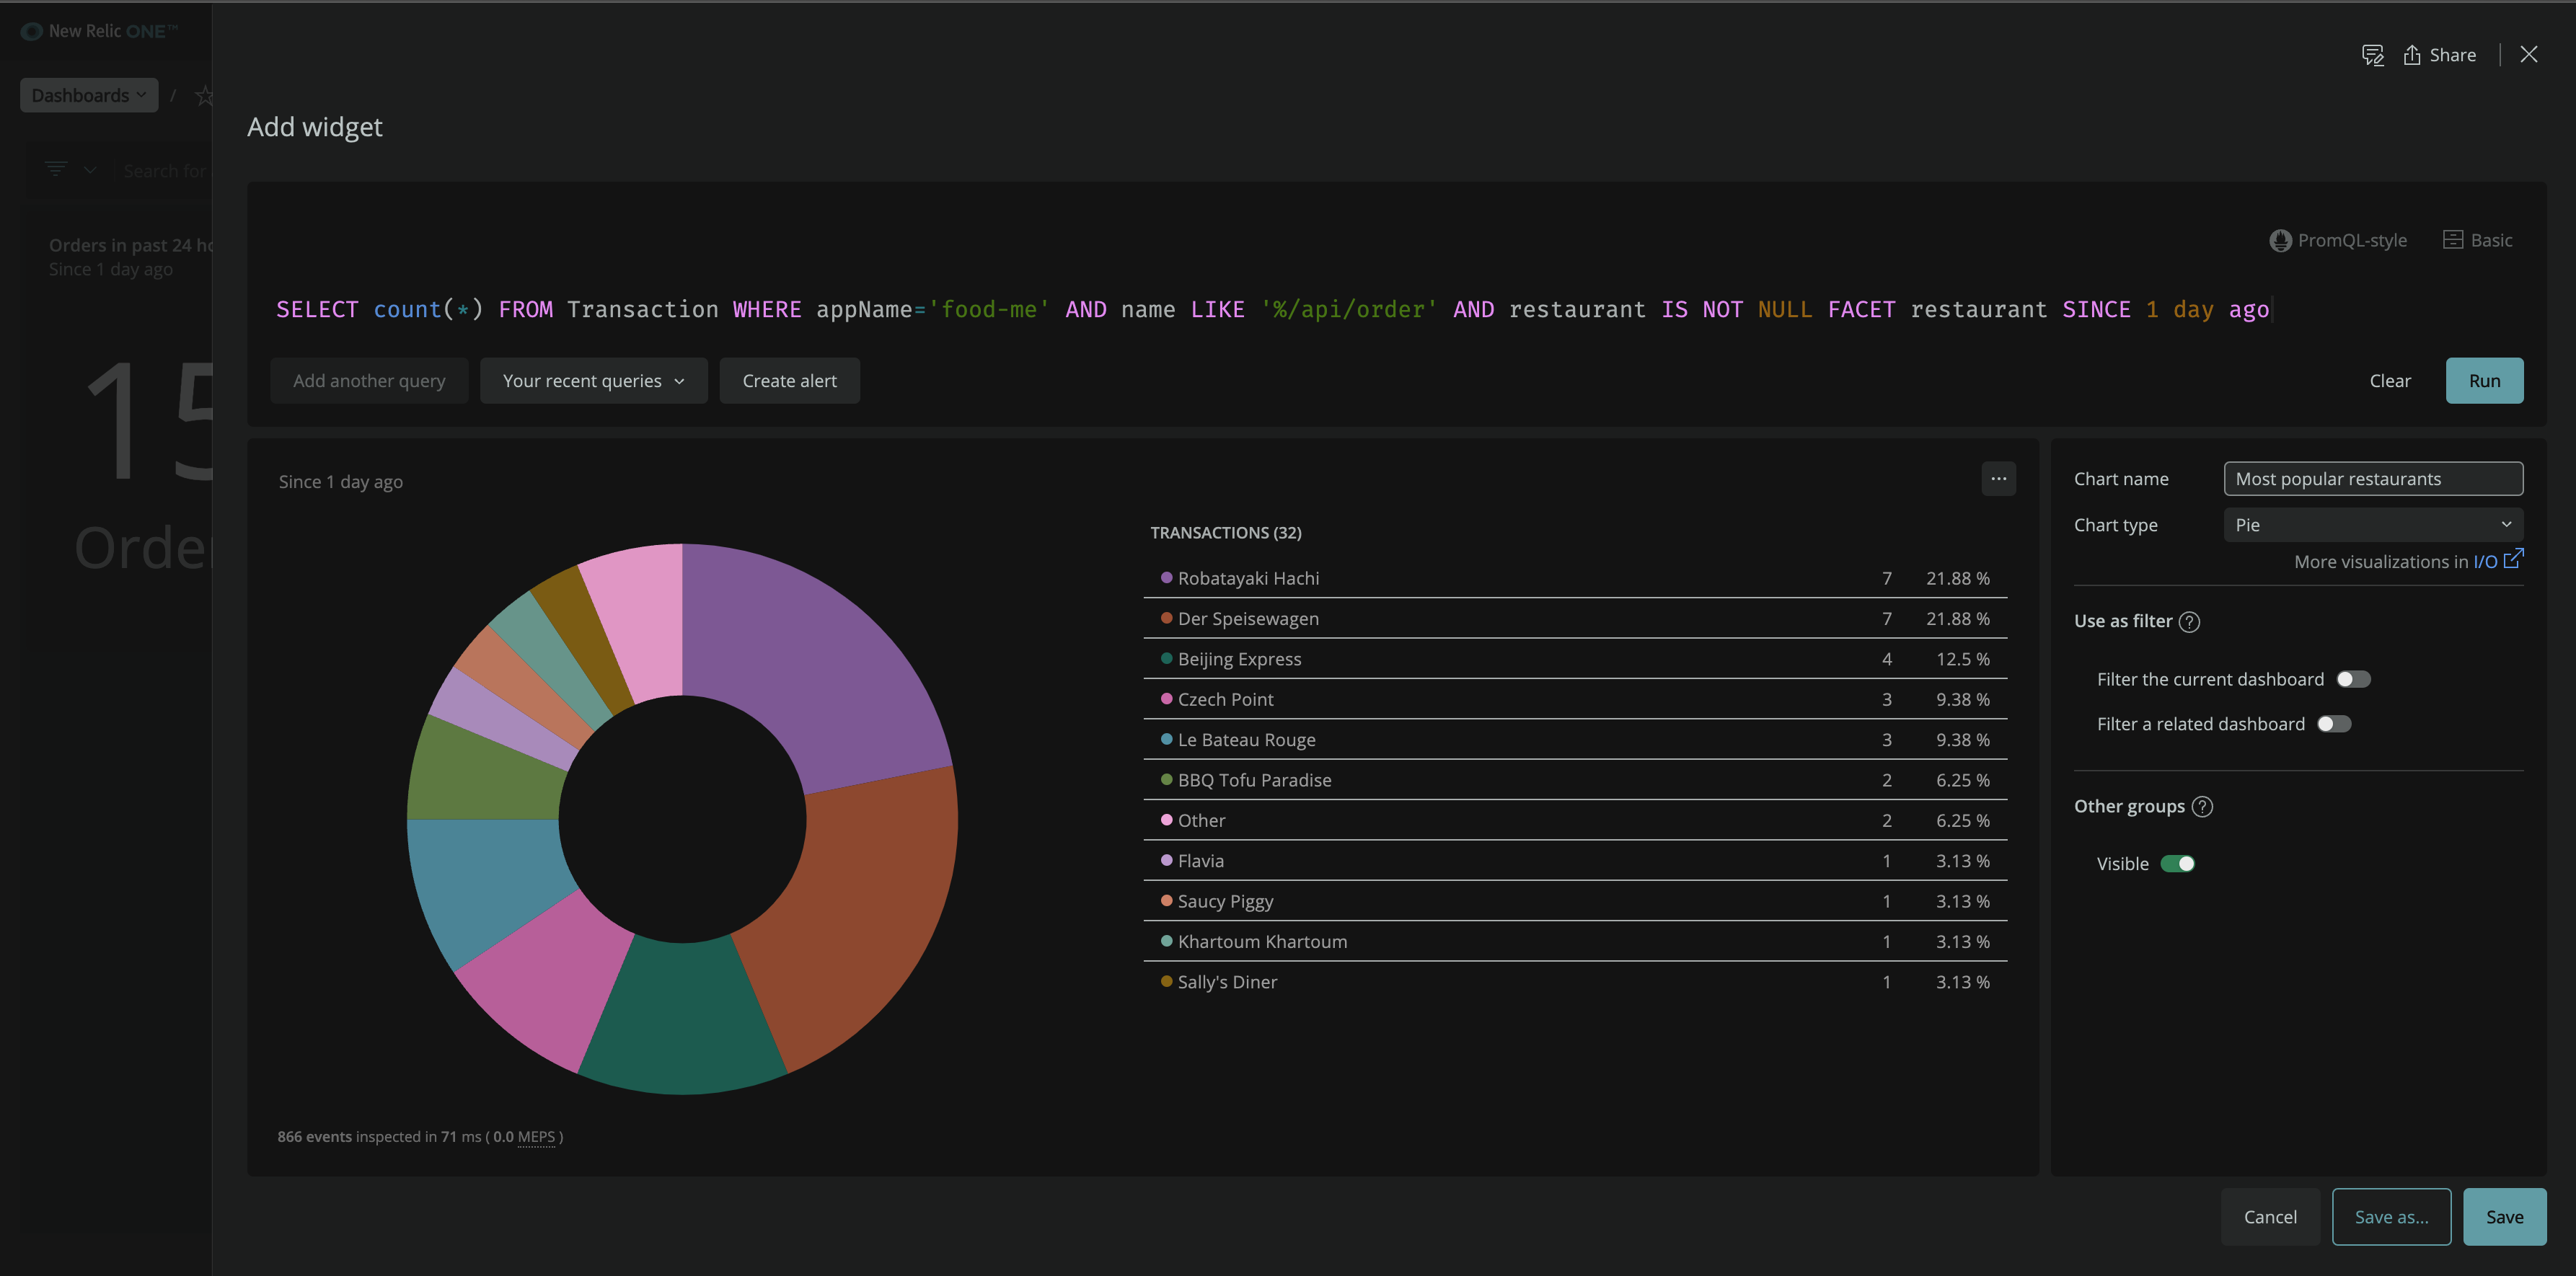 New Relic ONE™
Share
Dashboards /
Add widget
Search for
PromQL-style
Basic
Orders in past 24 ho
Since 1 day ago
SELECT count(*) FROM Transaction WHERE appName='food-me' AND name LIKE '%/api/order' AND restaurant IS NOT NULL FACET restaurant SINCE 1 day ago
Add another query
Your recent queries
Create alert
Clear
Run
15
Order
Since 1 day ago
...
TRANSACTIONS (32)
Robatayaki Hachi 7 21.88 %
Der Speisewagen 7 21.88 %
Beijing Express 4 12.5 %
Czech Point 3 9.38 %
Le Bateau Rouge 3 9.38 %
BBQ Tofu Paradise 2 6.25 %
Other 2 6.25 %
Flavia 1 3.13 %
Saucy Piggy 1 3.13 %
Khartoum Khartoum 1 3.13 %
Sally's Diner 1 3.13 %
866 events inspected in 71 ms ( 0.0 MEPS )
Chart name Most popular restaurants
Chart type Pie
More visualizations in I/O
Use as filter ?
Filter the current dashboard
Filter a related dashboard
Other groups ?
Visible
Cancel
Save as...
Save